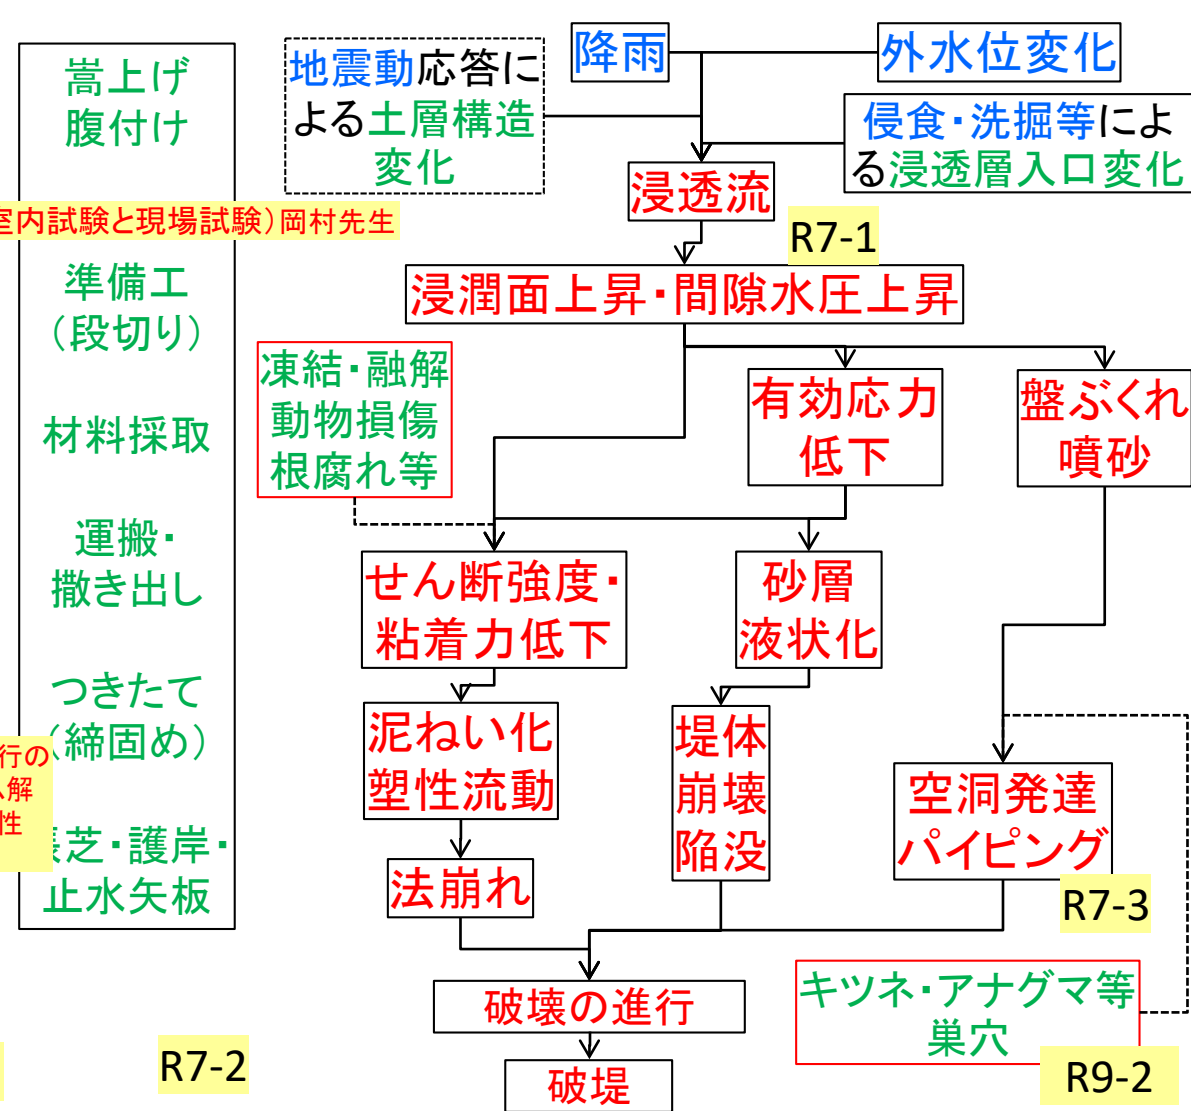 嵩上げ
腹付け
室内試験と現場試験）岡村先生
準備工
（段切り）
材料採取
運搬・
撒き出し
つきたて
（締固め）
行の
解
性
芝・護岸・
止水矢板
R7-2
地震動応答に
よる土層構造
変化
降雨
外水位変化
侵食・洗掘等によ
る浸透層入口変化
浸透流
R7-1
浸潤面上昇・間隙水圧上昇
凍結・融解
動物損傷
根腐れ等
有効応力
低下
盤ぶくれ
噴砂
せん断強度・
粘着力低下
砂層
液状化
泥ねい化
塑性流動
堤体
崩壊
陥没
空洞発達
パイピング
R7-3
法崩れ
破壊の進行
キツネ・アナグマ等
巣穴
R9-2
破堤